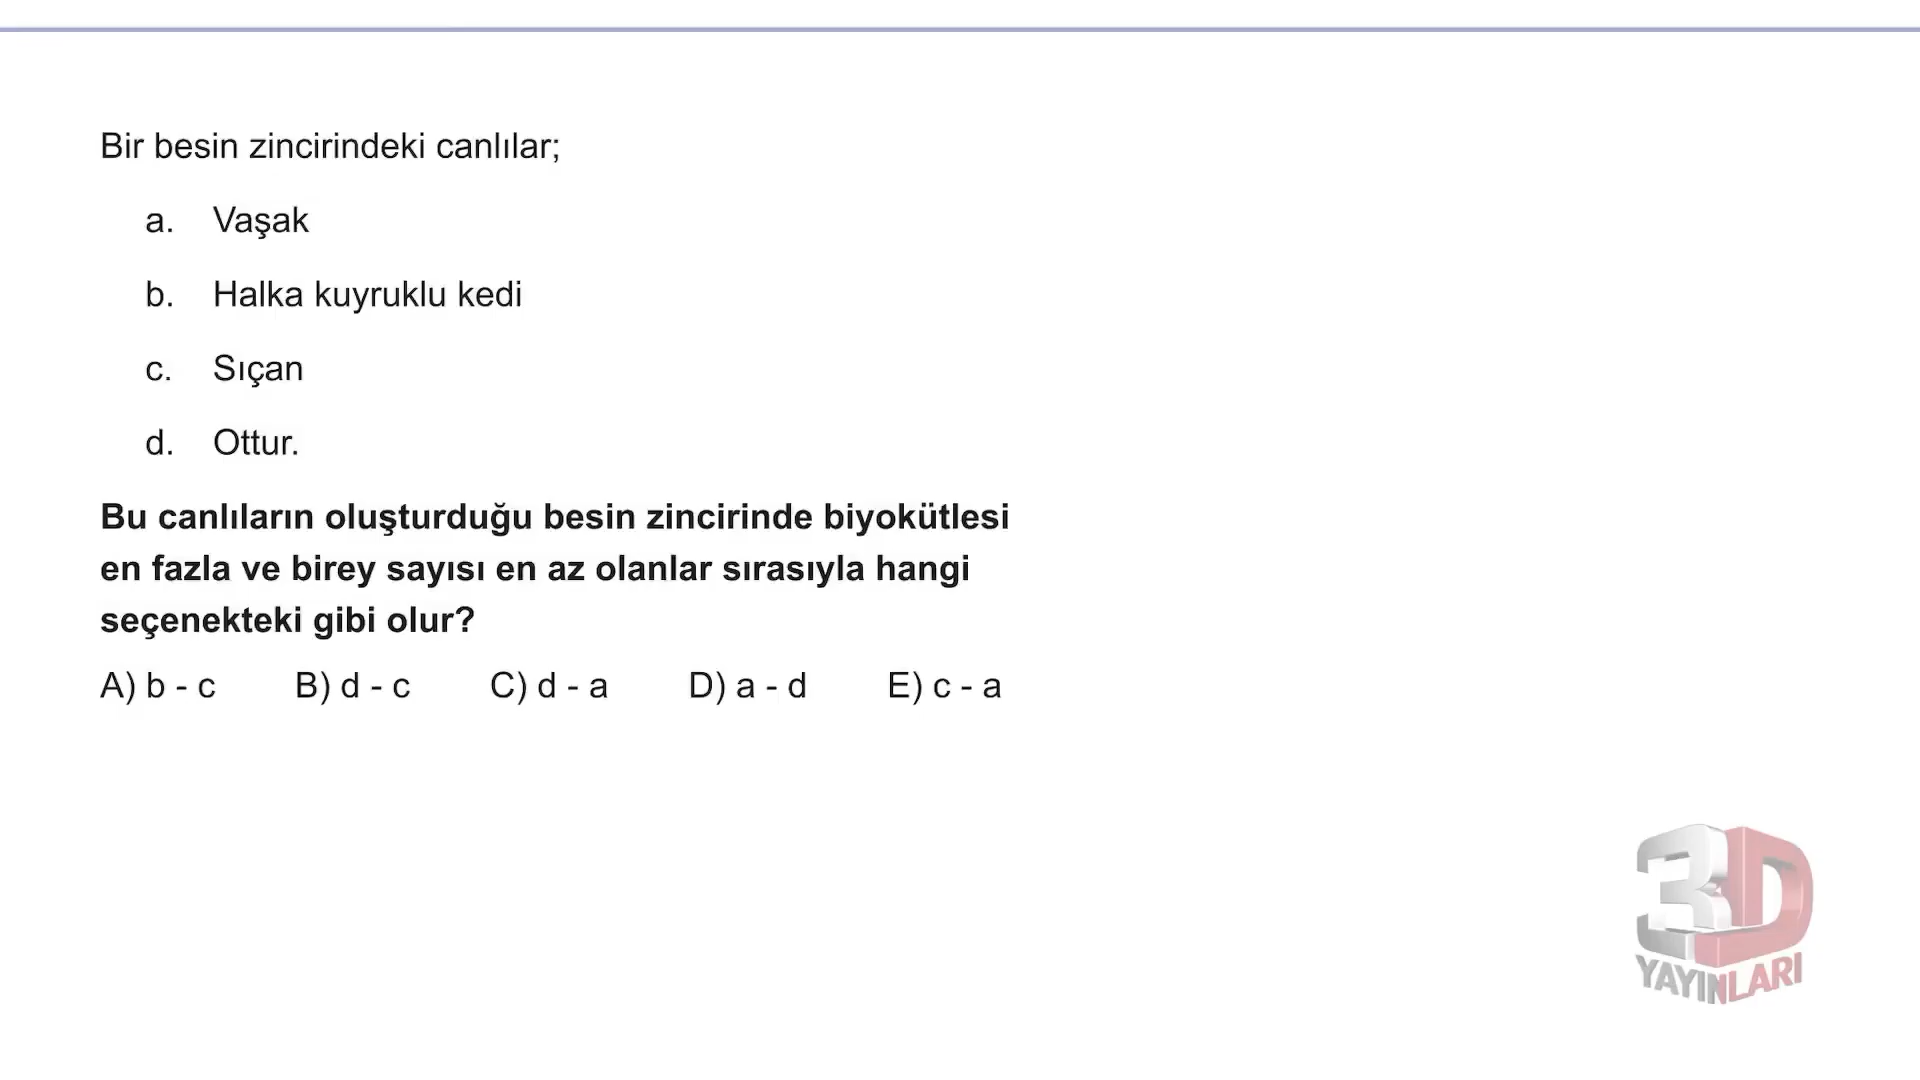 Bir besin zincirindeki canlılar;
a. Vaşak
b. Halka kuyruklu kedi
c. Sıçan
d. Ottur.
Bu canlıların oluşturduğu besin zincirinde biyokütlesi
en fazla ve birey sayısı en az olanlar sırasıyla hangi
seçenekteki gibi olur?
A) b - c B) d - c C) d - a D) a - d E) c - a
3D
YAYINLARI